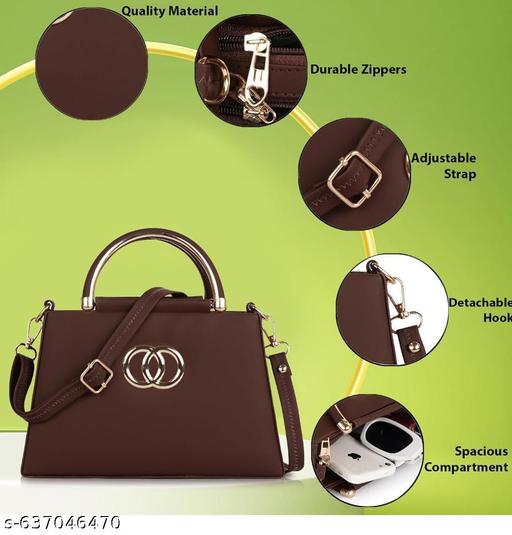 Quality Material
Durable Zippers
Adjustable
Strap
Detachable
Hook
Spacious
Compartment
s-637046470